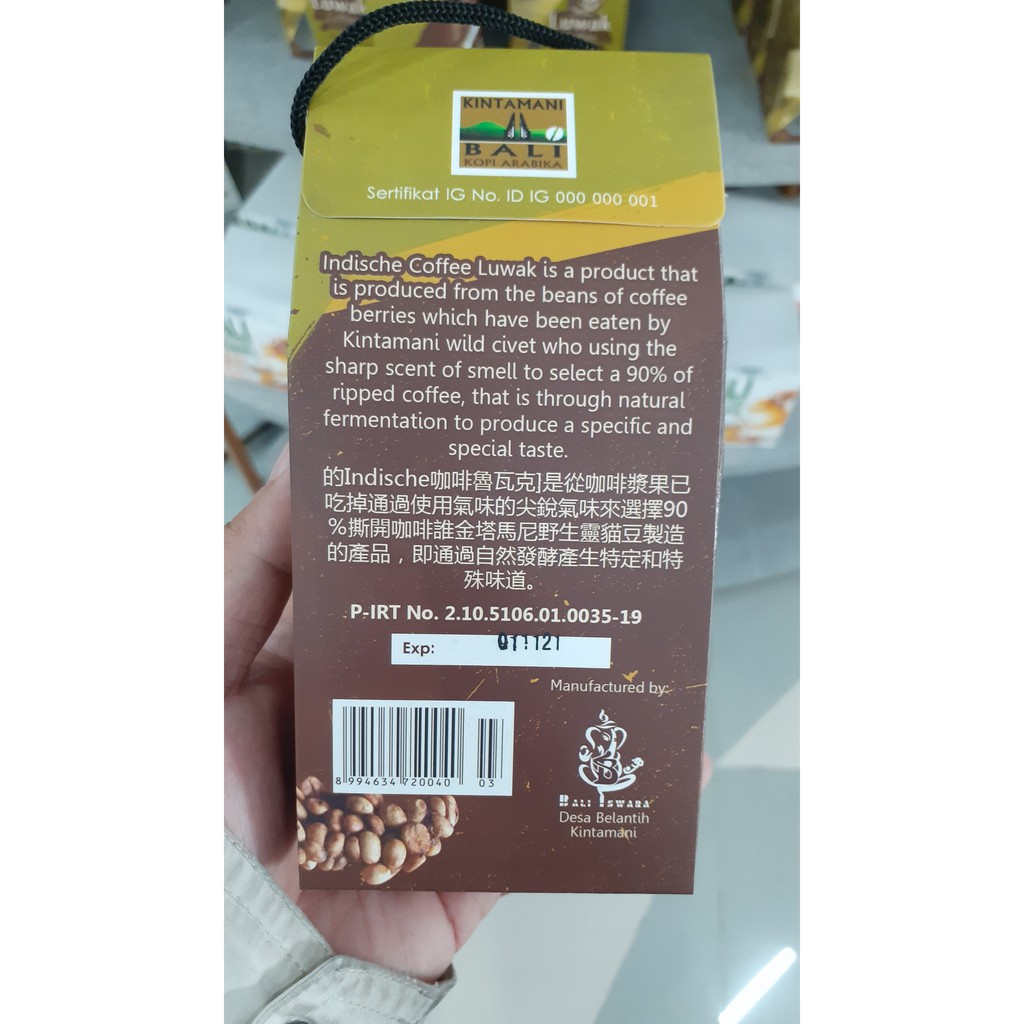 Luwak
KINTAMANI
BALI
KOPI ARABIKA
Sertifikat IG No. ID IG 000 000 001
Indische Coffee Luwak is a product that
is produced from the beans of coffee
berries which have been eaten by
Kintamani wild civet who using the
sharp scent of smell to select a 90% of
ripped coffee, that is through natural
fermentation to produce a specific and
special taste.
的Indische咖啡魯瓦克]是從咖啡漿果已
吃掉通過使用氣味的尖銳氣味來選擇90
%撕開咖啡誰金塔馬尼野生靈貓豆製造
的產品，即通過自然發酵產生特定和特
殊味道。
P-IRT No. 2.10.5106.01.0035-19
Exp:
Manufactured by:
8 994634 720040 03
BALI ISWARA
Desa Belantih
Kintamani